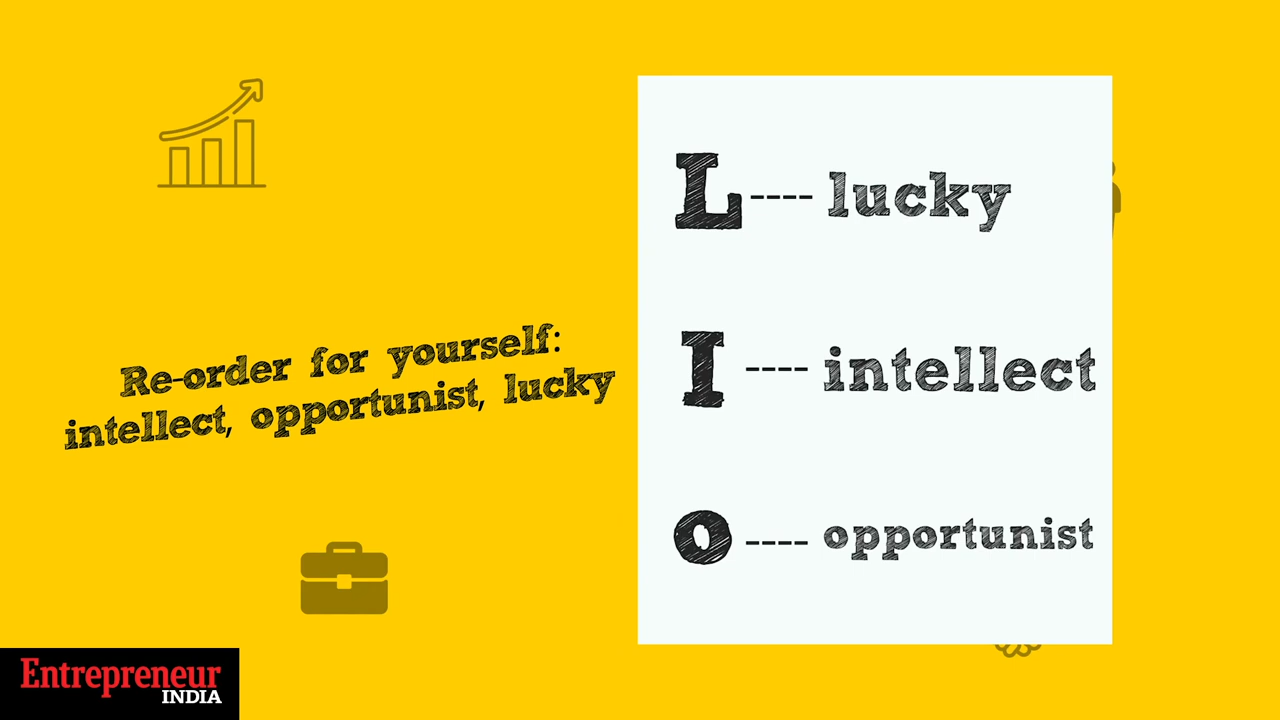 Re-order for yourself:
intellect, opportunist, lucky
L ---- lucky
I ---- intellect
O ---- opportunist
Entrepreneur
INDIA